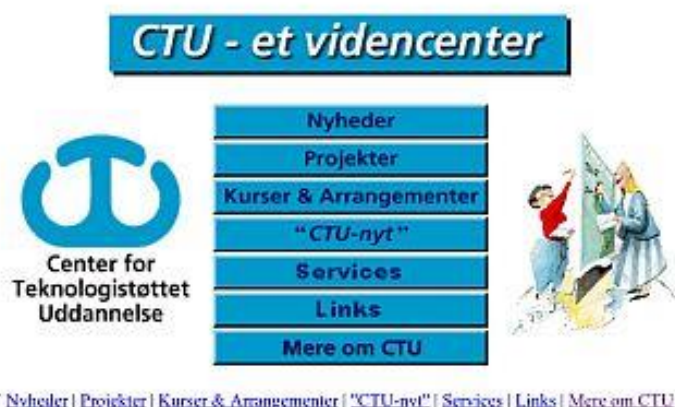 CTU - et videncenter
Nyheder
Projekter
Kurser & Arrangementer
"CTU-nyt"
Services
Links
Mere om CTU
Center for
Teknologistøttet
Uddannelse
Nyheder | Projekter | Kurser & Arrangementer | "CTU-nyt" | Services | Links | Mere om CTU